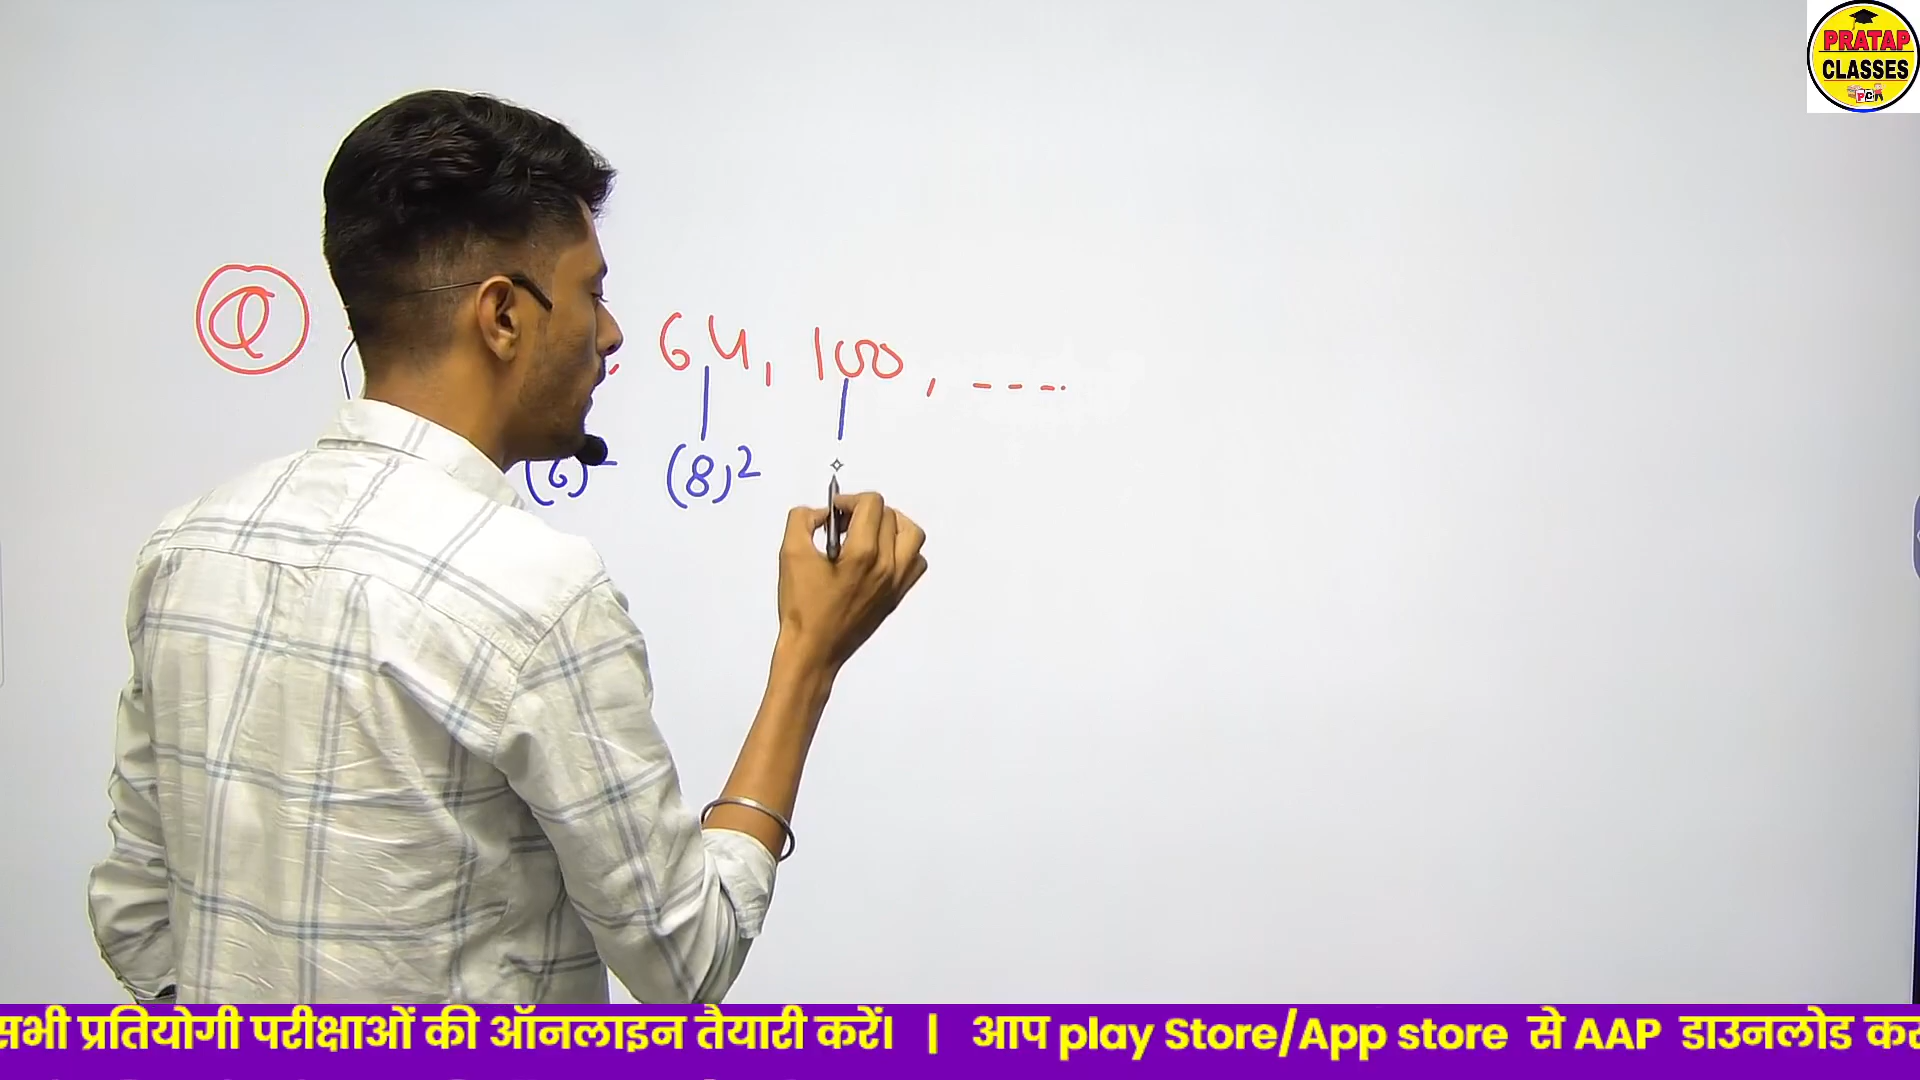 PRATAP
CLASSES
Q , 64, 100, ----
(6)² (8)²
सभी प्रतियोगी परीक्षाओं की ऑनलाइन तैयारी करें। | आप play Store/App store से AAP डाउनलोड